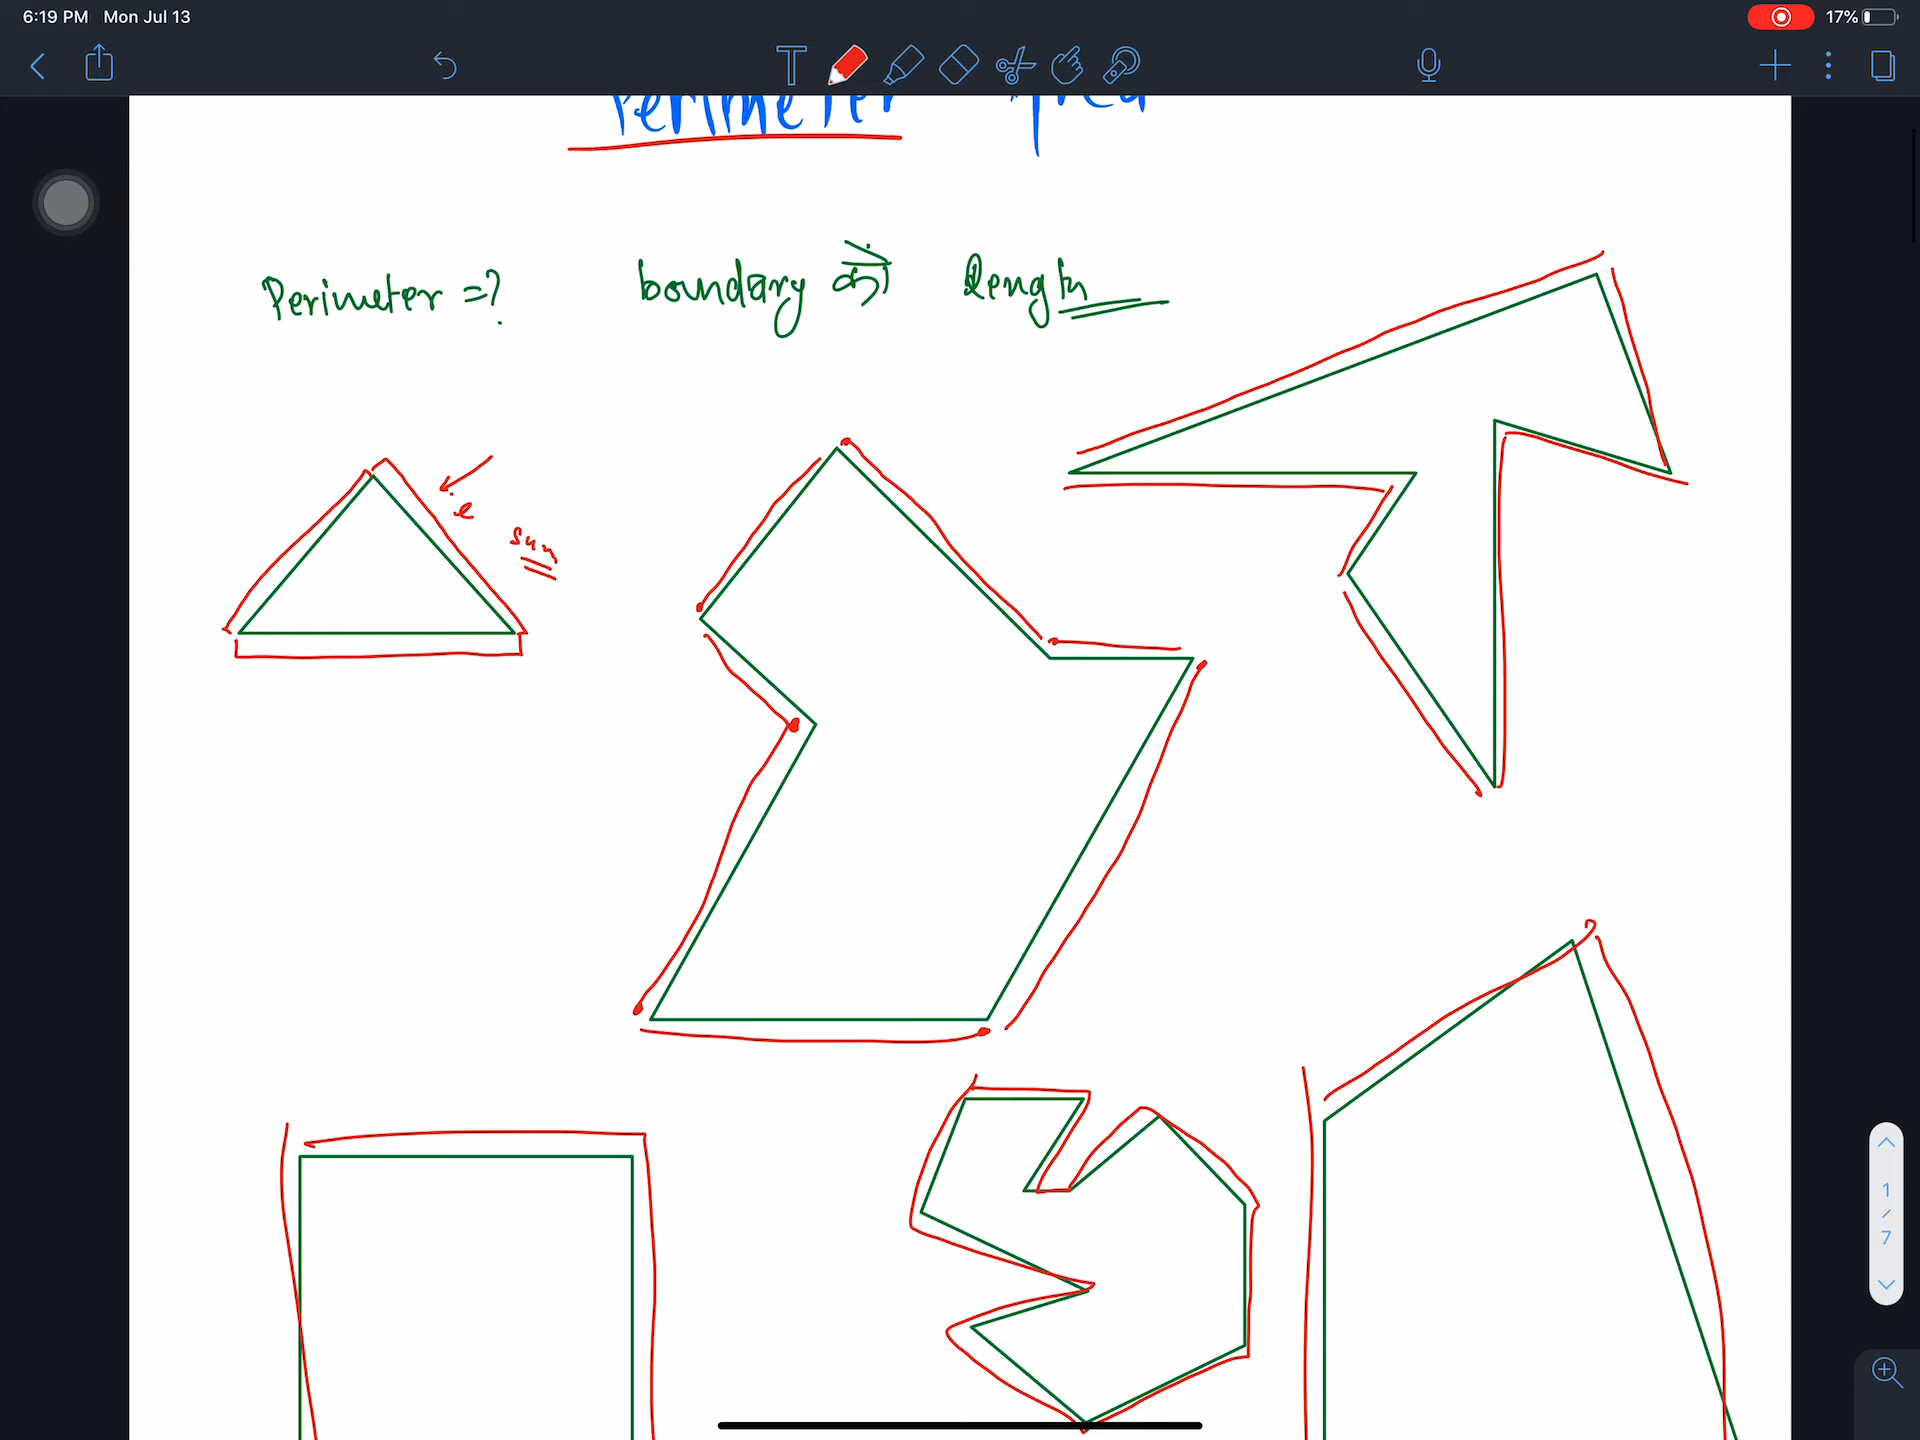 6:19 PM Mon Jul 13
17%
Perimeter
Perimeter =? boundary की length
sum
1
/
7